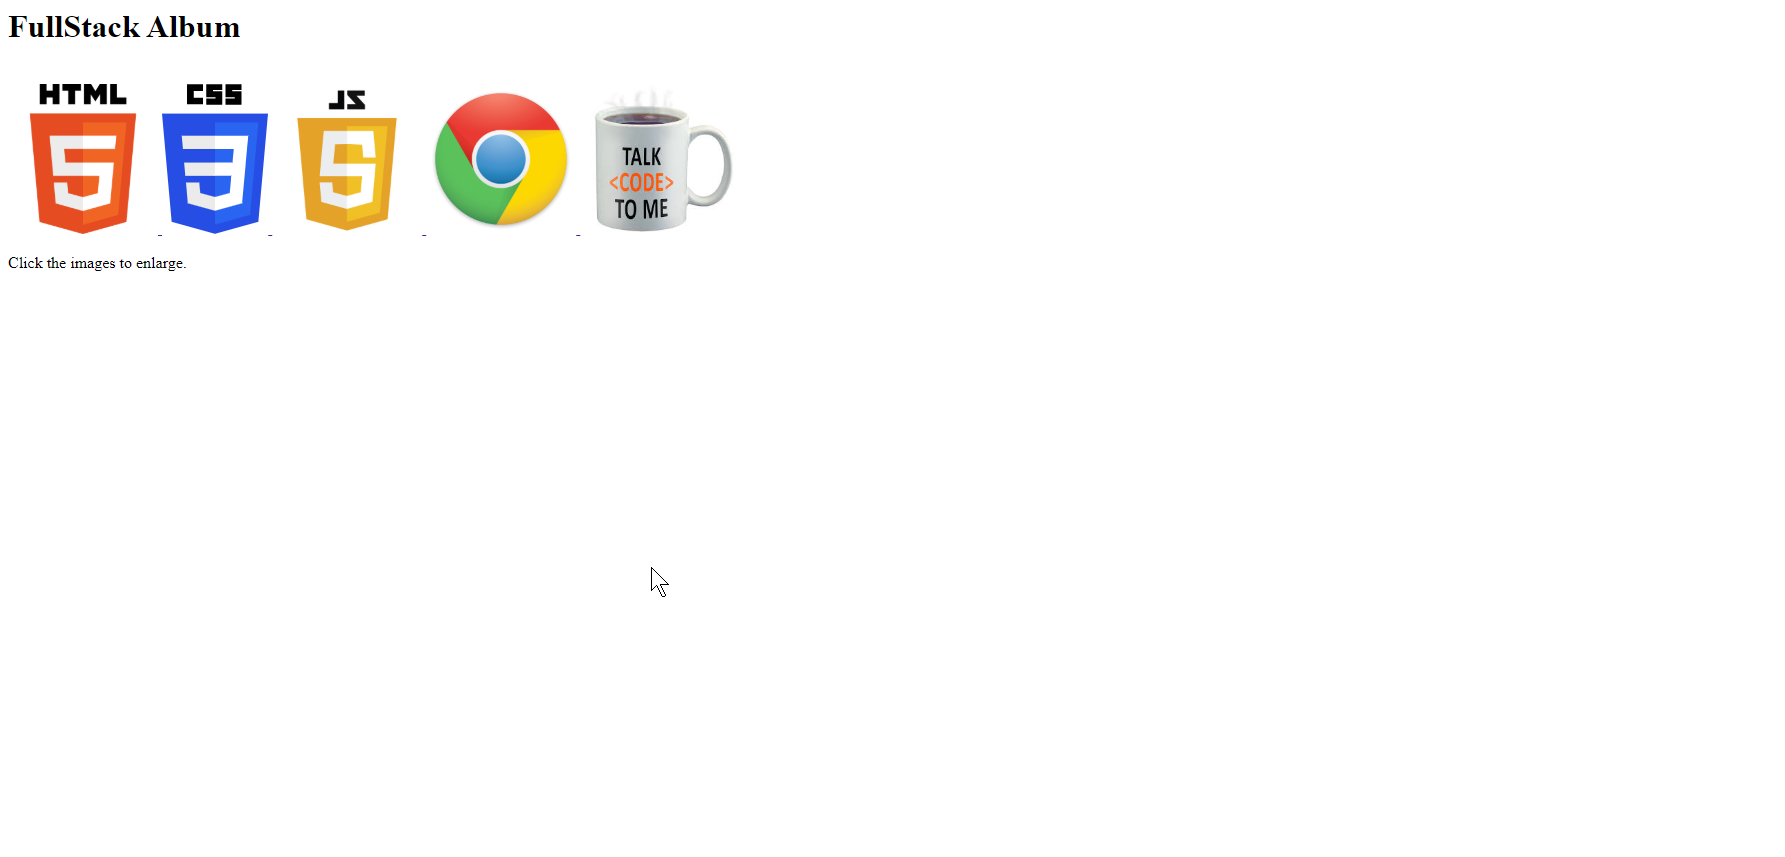 FullStack Album
HTML CSS JS
TALK
<CODE>
TO ME
Click the images to enlarge.